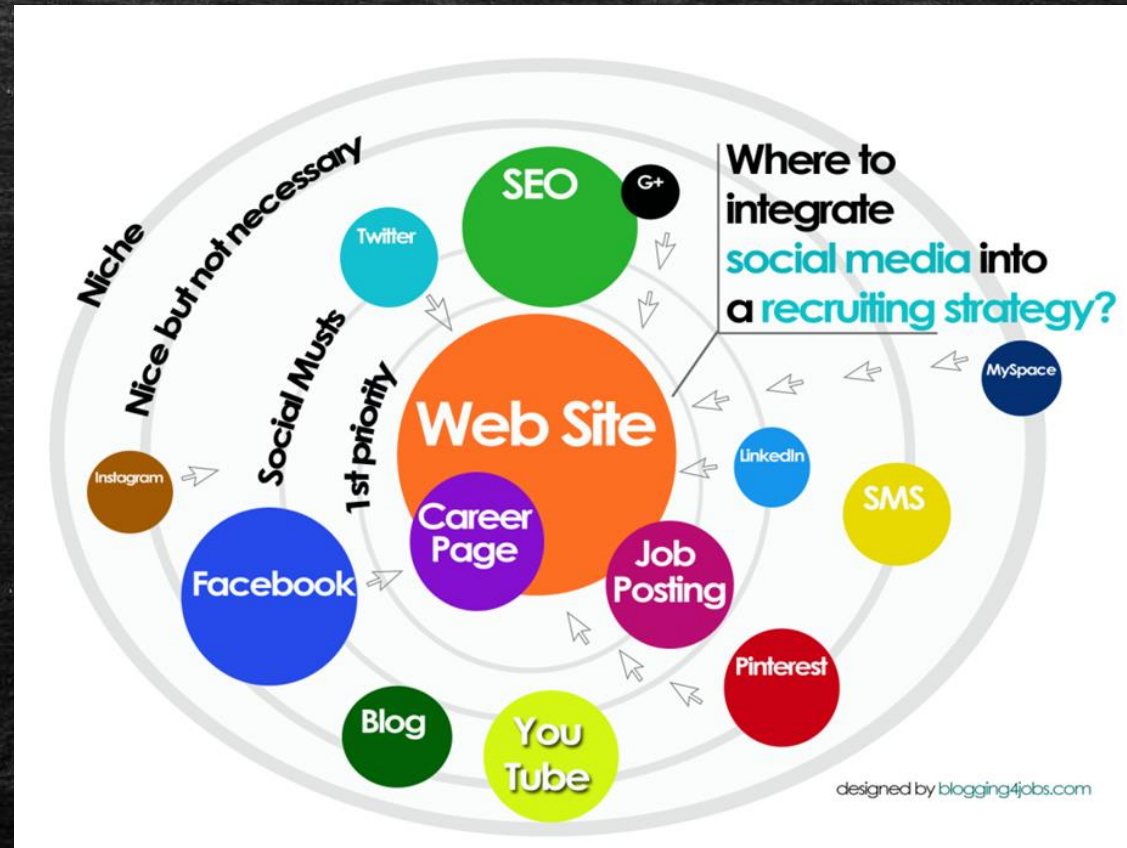 Where to
integrate
social media into
a recruiting strategy?
Niche
Nice but not necessary
Social Musts
1st priority
SEO
G+
Twitter
MySpace
Web Site
LinkedIn
Instagram
SMS
Career
Page
Job
Posting
Facebook
Pinterest
Blog
You
Tube
designed by blogging4jobs.com